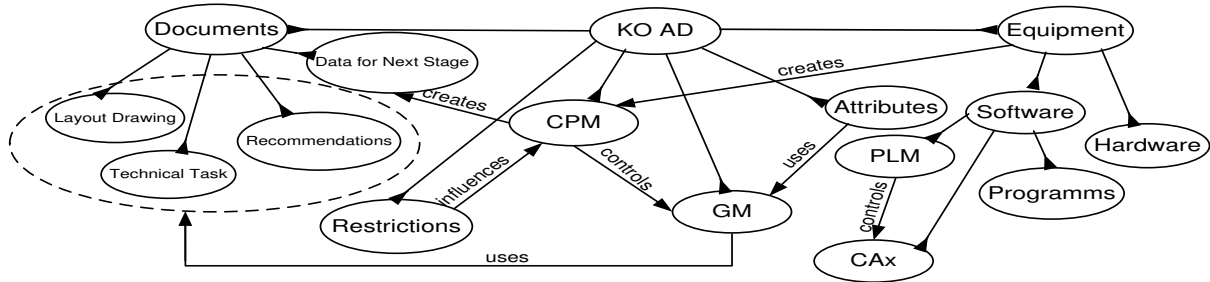 Documents
KO AD
Equipment
Data for Next Stage
creates
creates
Layout Drawing
CPM
Attributes
Software
Recommendations
PLM
Hardware
Technical Task
influences
controls
uses
Programms
Restrictions
GM
controls
uses
CAx